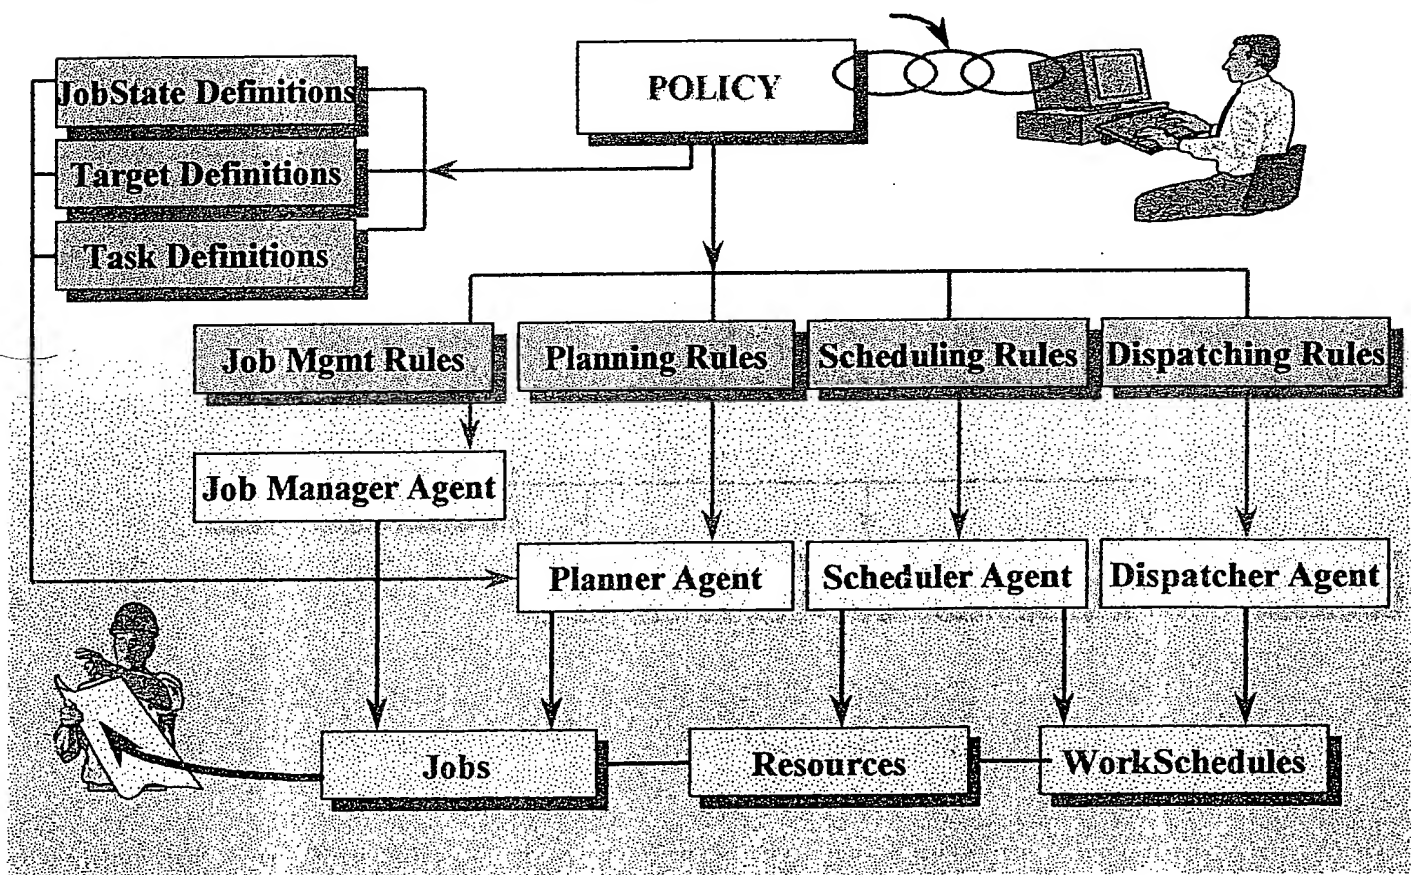 POLICY
JobState Definitions
Target Definitions
Task Definitions
Job Mgmt Rules
Planning Rules
Scheduling Rules
Dispatching Rules
Job Manager Agent
Planner Agent
Scheduler Agent
Dispatcher Agent
Jobs
Resources
WorkSchedules